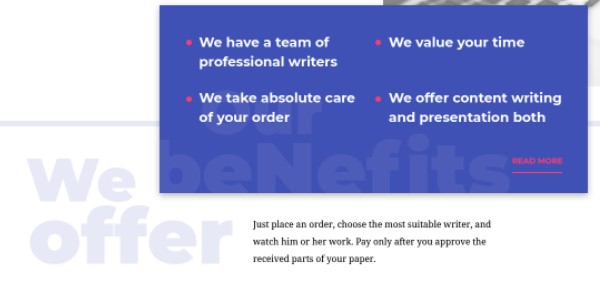 We have a team of
professional writers
We value your time
We take absolute care
of your order
We offer content writing
and presentation both
Our
beNefits
READ MORE
We
offer
Just place an order, choose the most suitable writer, and
watch him or her work. Pay only after you approve the
received parts of your paper.